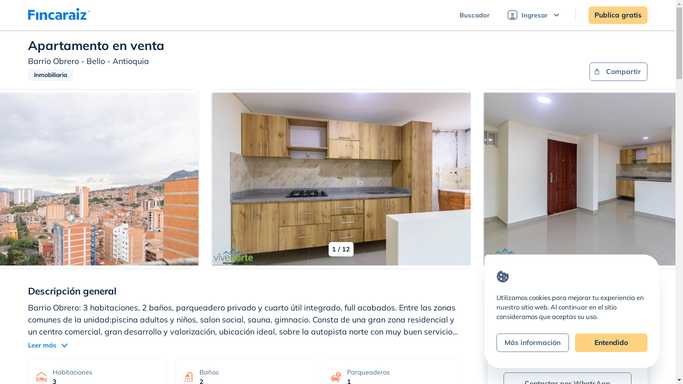 Fincaraiz
Buscador
Ingresar
Publica gratis
Apartamento en venta
Barrio Obrero - Bello - Antioquia
Inmobiliaria
Compartir
1 / 12
vivenorte
Descripción general
Barrio Obrero: 3 habitaciones, 2 baños, parqueadero privado y cuarto útil integrado, full acabados. Entre las zonas
comunes de la unidad:piscina adultos y niños, salon social, sauna, gimnacio. Consta de una gran zona residencial y
un centro comercial, gran desarrollo y valorización, ubicación ideal, sobre la autopista norte con muy buen servicio...
Leer más
Habitaciones
3
Baños
2
Parqueaderos
1
Utilizamos cookies para mejorar tu experiencia en
nuestro sitio web. Al continuar en el sitio
consideramos que aceptas su uso.
Más información
Entendido
Contactar por WhatsApp